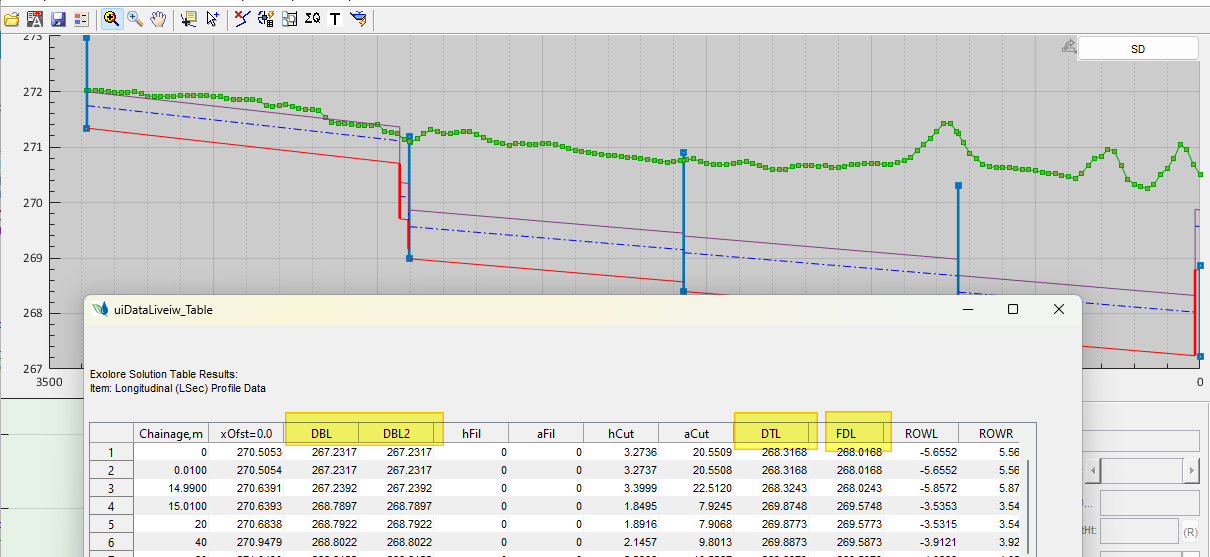 ΣQ T
273
SD
272
271
270
269
268
267
3500
0
uiDataLiveiw_Table
Exolore Solution Table Results:
Item: Longitudinal (LSec) Profile Data
Chainage,m xOfst=0.0 DBL DBL2 hFil aFil hCut aCut DTL FDL ROWL ROWR
1 0 270.5053 267.2317 267.2317 0 0 3.2736 20.5509 268.3168 268.0168 -5.6552 5.56
2 0.0100 270.5054 267.2317 267.2317 0 0 3.2737 20.5508 268.3168 268.0168 -5.6552 5.56
3 14.9900 270.6391 267.2392 267.2392 0 0 3.3999 22.5120 268.3243 268.0243 -5.8572 5.87
4 15.0100 270.6393 268.7897 268.7897 0 0 1.8495 7.9245 269.8748 269.5748 -3.5353 3.54
5 20 270.6838 268.7922 268.7922 0 0 1.8916 7.9068 269.8773 269.5773 -3.5315 3.54
6 40 270.9479 268.8022 268.8022 0 0 2.1457 9.8013 269.8873 269.5873 -3.9121 3.92
tHt:
(R)